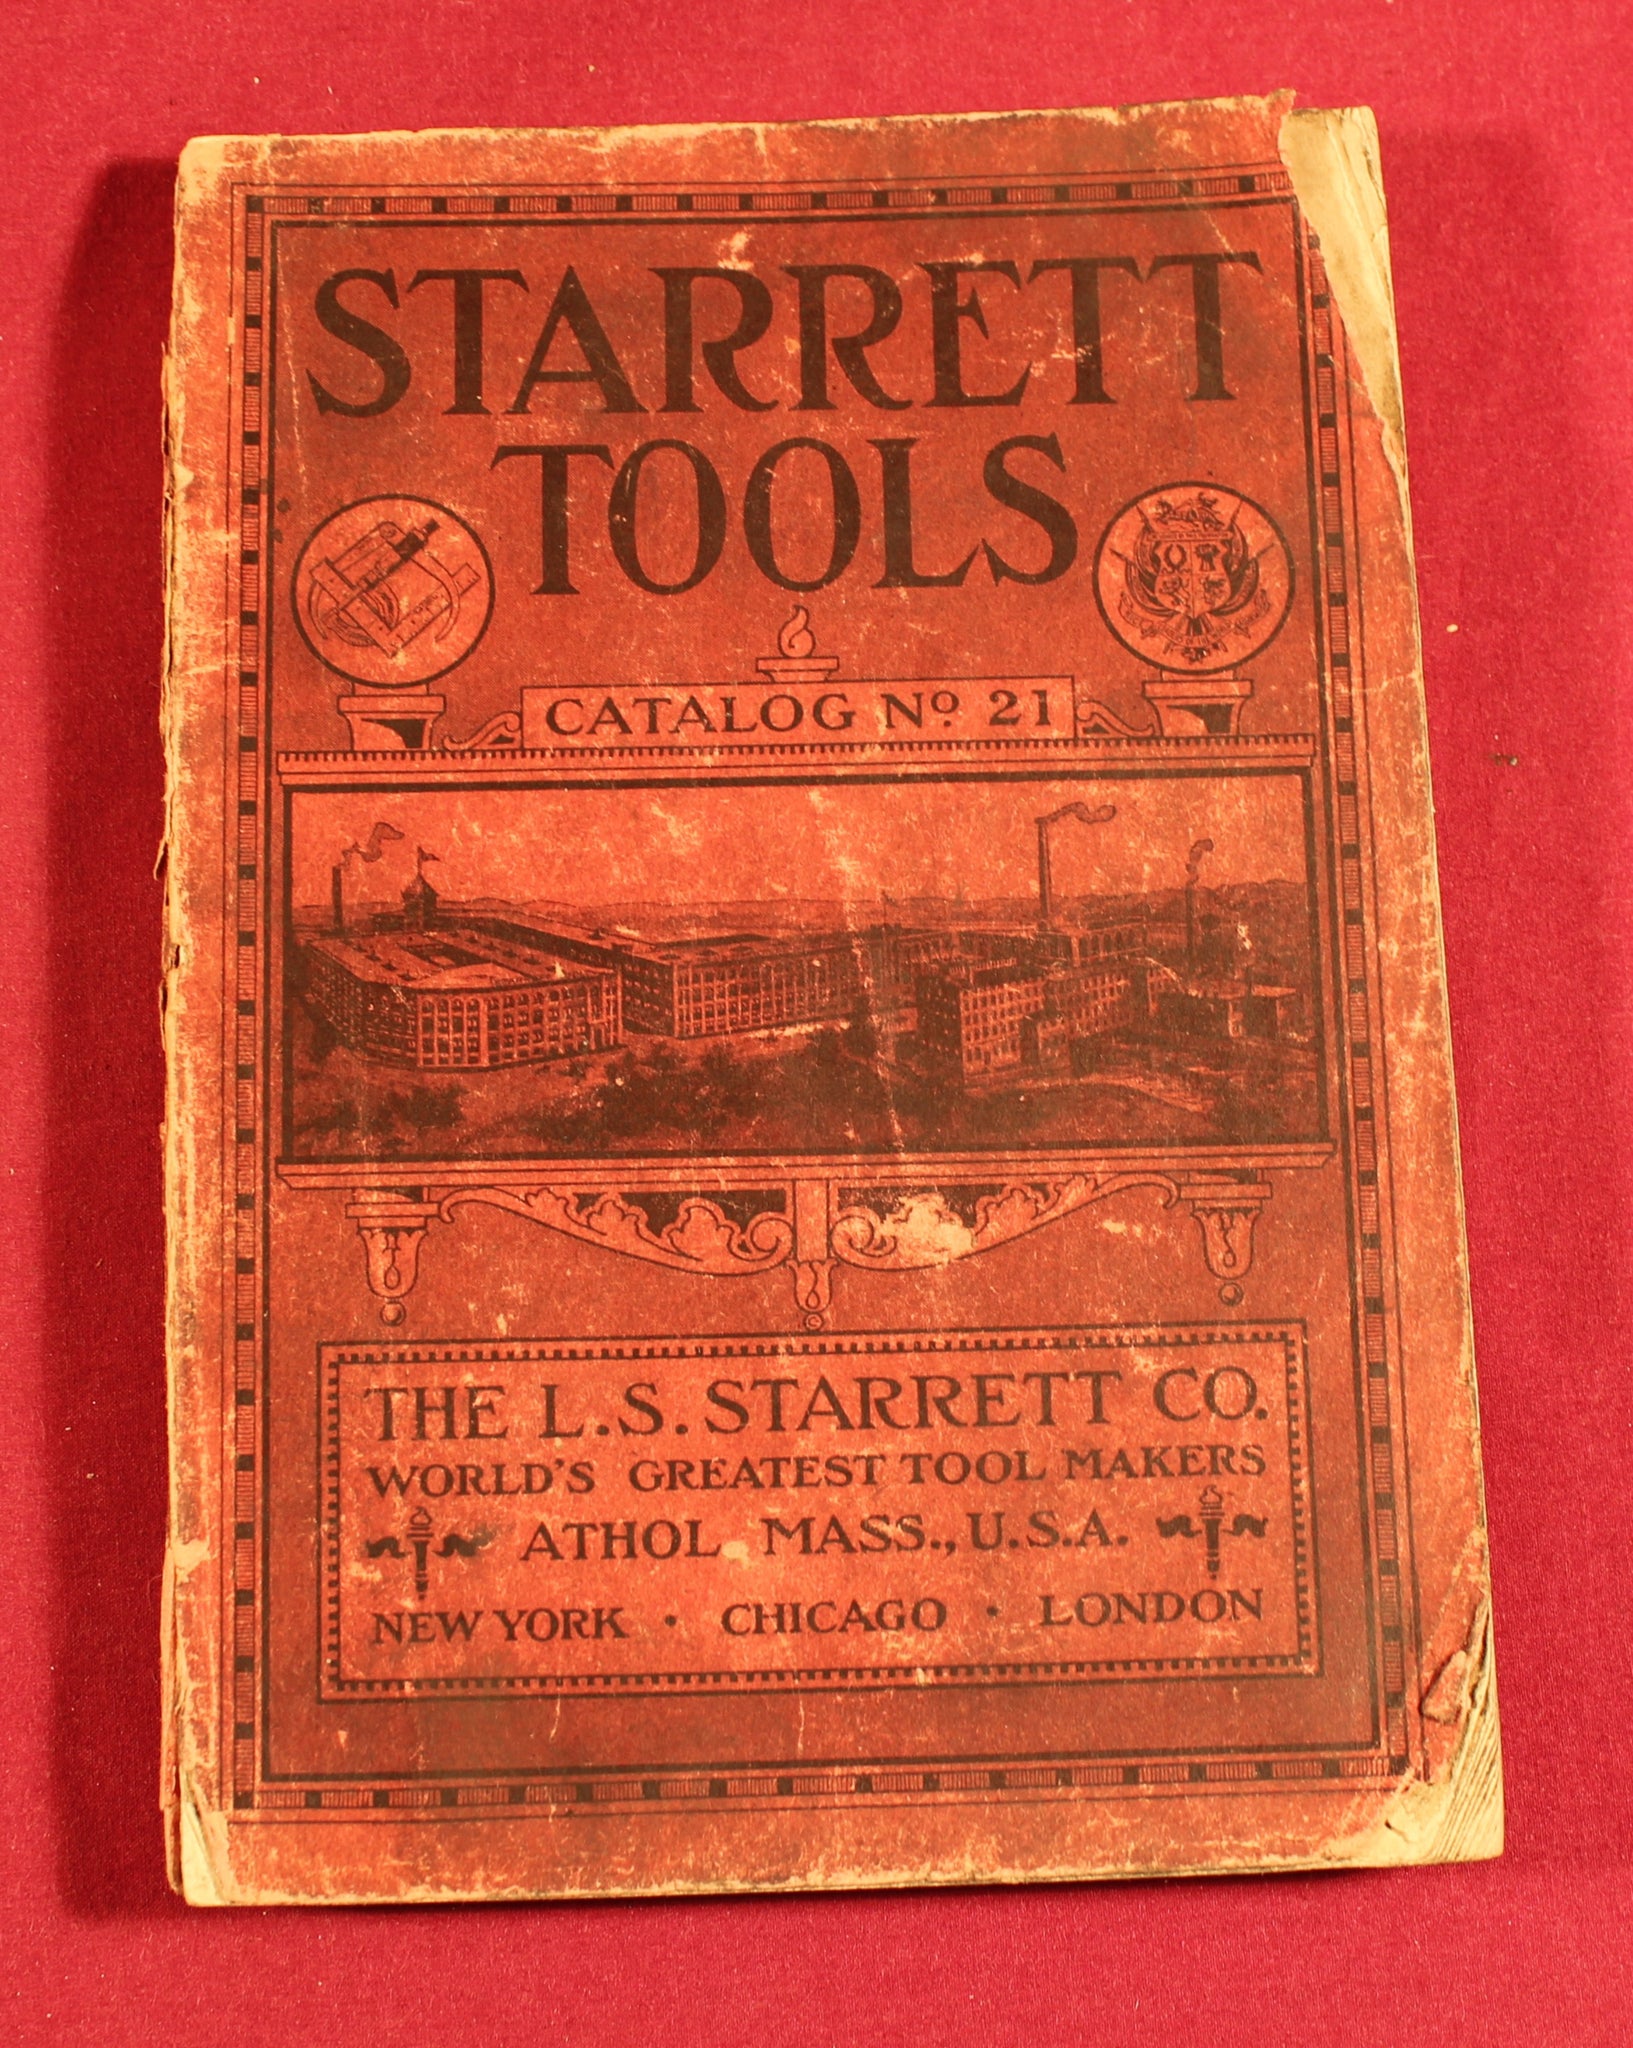 STARRETT
TOOLS
CATALOG No. 21
THE L.S. STARRETT CO.
WORLD'S GREATEST TOOL MAKERS
ATHOL MASS., U.S.A.
NEW YORK • CHICAGO • LONDON